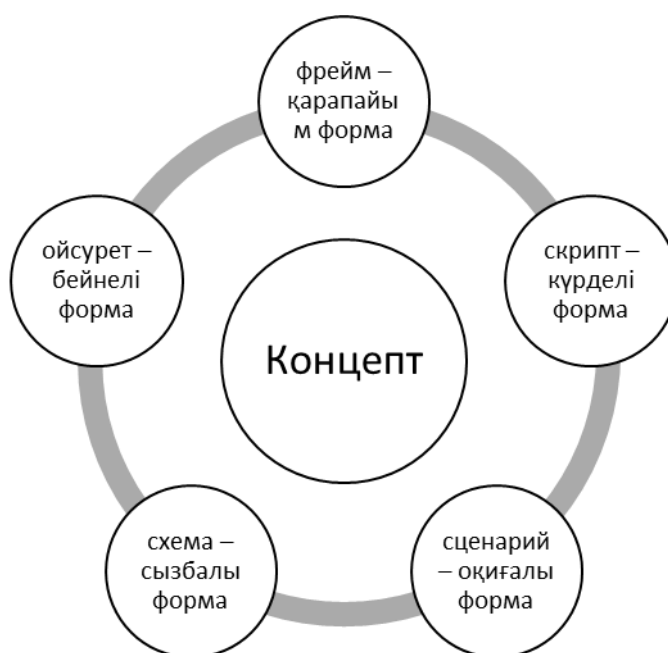 фрейм –
қарапайы
м форма
скрипт –
күрделі
форма
сценарий
– оқиғалы
форма
схема –
сызбалы
форма
ойсурет –
бейнелі
форма
Концепт